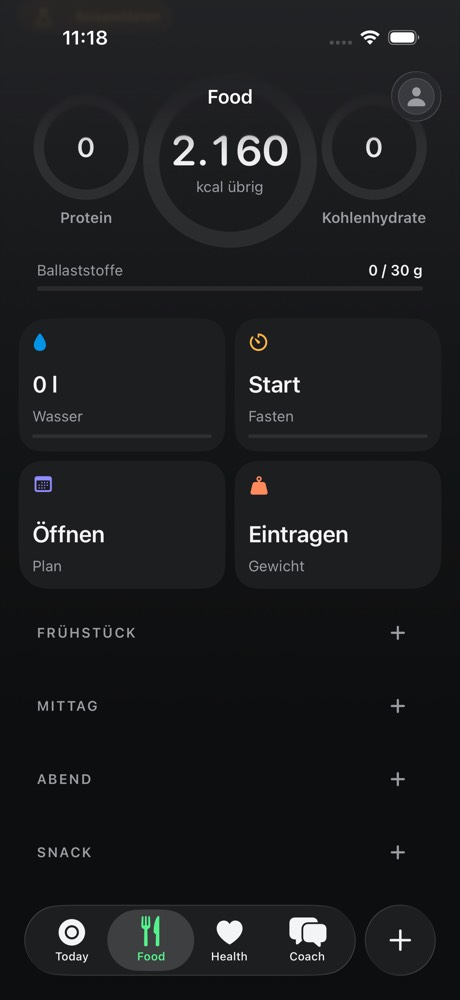 11:18
Food
0
2.160
0
kcal übrig
Protein
Kohlenhydrate
Ballaststoffe 0 / 30 g
0 l
Wasser
Start
Fasten
Öffnen
Plan
Eintragen
Gewicht
FRÜHSTÜCK
MITTAG
ABEND
SNACK
Today
Food
Health
Coach